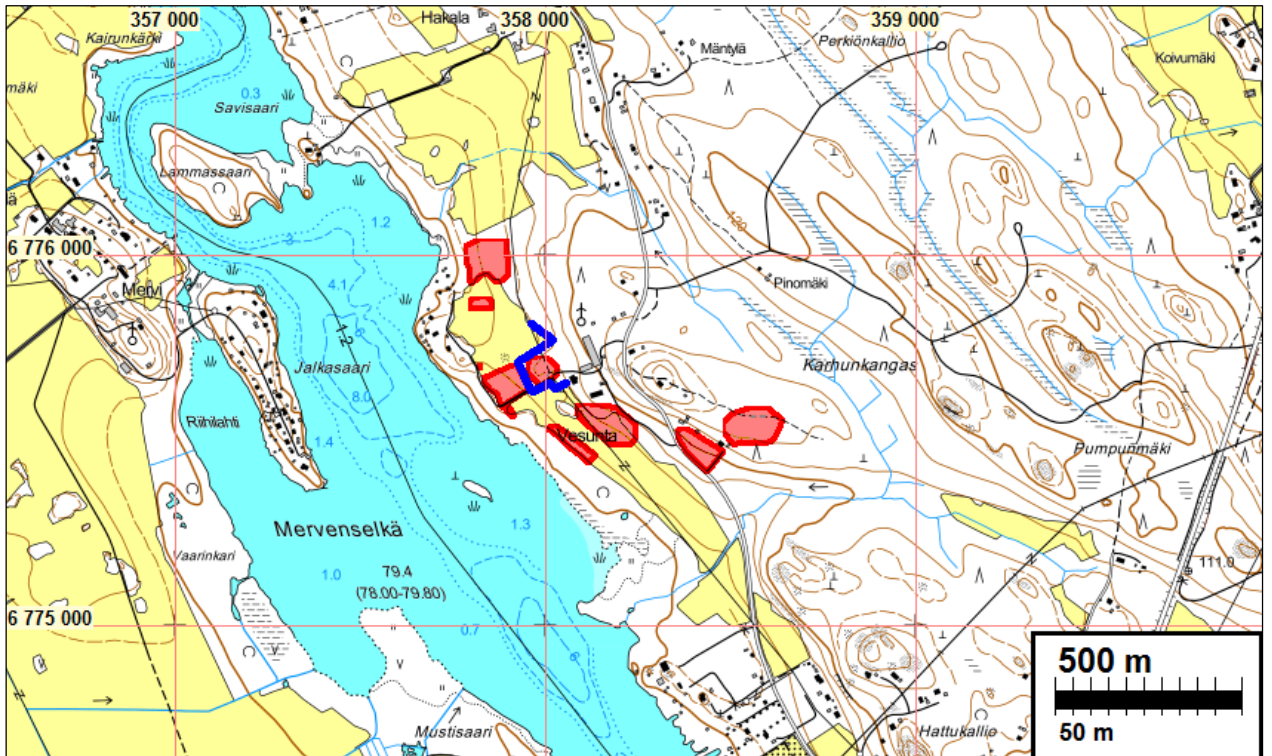 357 000
358 000
359 000
Hakala
Kairunkärki
Mäntylä
Perkiönkallio
Koivumäki
mäki
0.3
Savisaari
Lammassaari
1.2
3
120
6 776 000
Mervi
4.1
Pinomäki
1.2
Jalkasaari
8.0
Karhunkangas
Riihilahti
1.4
Vesunta
Pumpunmäki
Mervenselkä
1.3
Vaarinkari
1.0
79.4
(78.00-79.80)
111.0
6 775 000
0.7
6
500 m
50 m
Mustisaari
Hattukallio